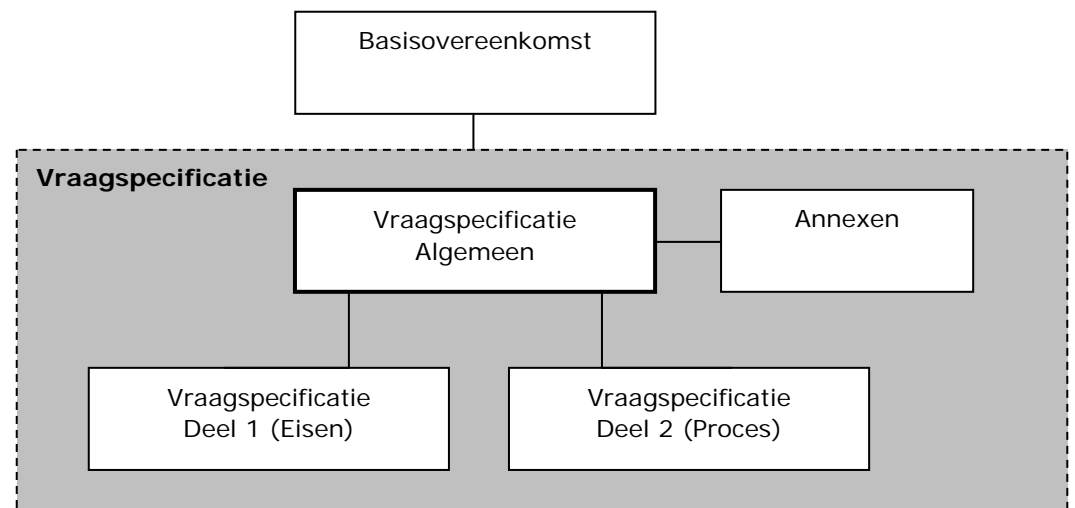 Basisovereenkomst
Vraagspecificatie
Vraagspecificatie
Algemeen
Annexen
Vraagspecificatie
Deel 1 (Eisen)
Vraagspecificatie
Deel 2 (Proces)